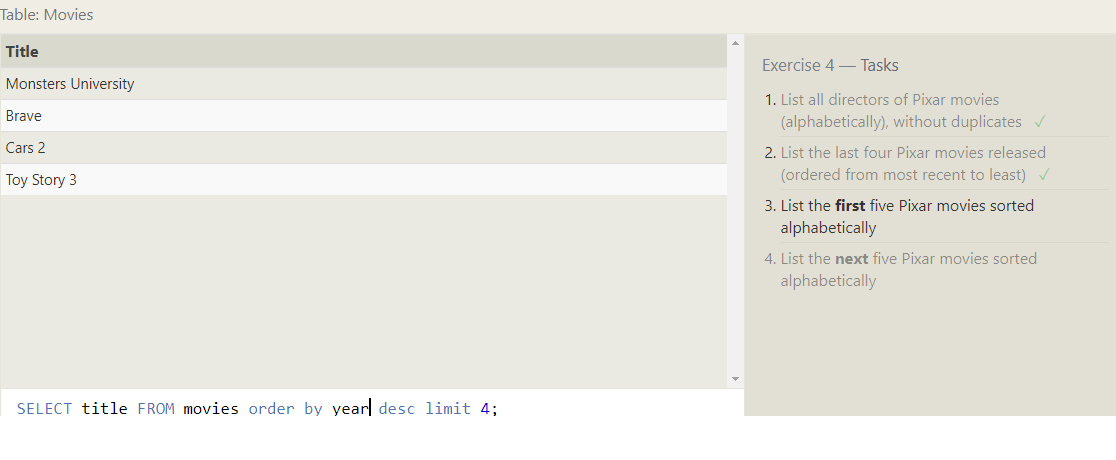 Table: Movies
Title
Monsters University
Brave
Cars 2
Toy Story 3
SELECT title FROM movies order by year desc limit 4;
Exercise 4 — Tasks
1. List all directors of Pixar movies
(alphabetically), without duplicates ✓
2. List the last four Pixar movies released
(ordered from most recent to least) ✓
3. List the first five Pixar movies sorted
alphabetically
4. List the next five Pixar movies sorted
alphabetically